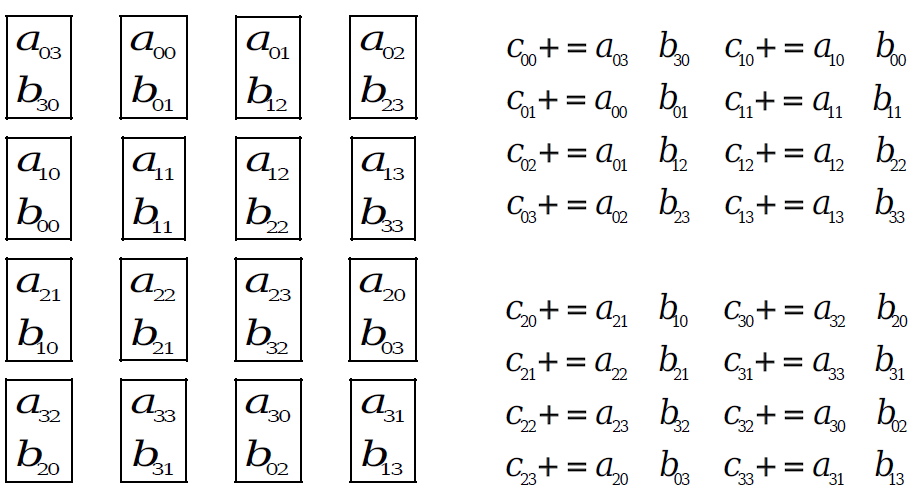 a03 a00 a01 a02
b30 b01 b12 b23
a10 a11 a12 a13
b00 b11 b22 b33
a21 a22 a23 a20
b10 b21 b32 b03
a32 a33 a30 a31
b20 b31 b02 b13
c00+=a03 b30 c10+=a10 b00
c01+=a00 b01 c11+=a11 b11
c02+=a01 b12 c12+=a12 b22
c03+=a02 b23 c13+=a13 b33
c20+=a21 b10 c30+=a32 b20
c21+=a22 b21 c31+=a33 b31
c22+=a23 b32 c32+=a30 b02
c23+=a20 b03 c33+=a31 b13